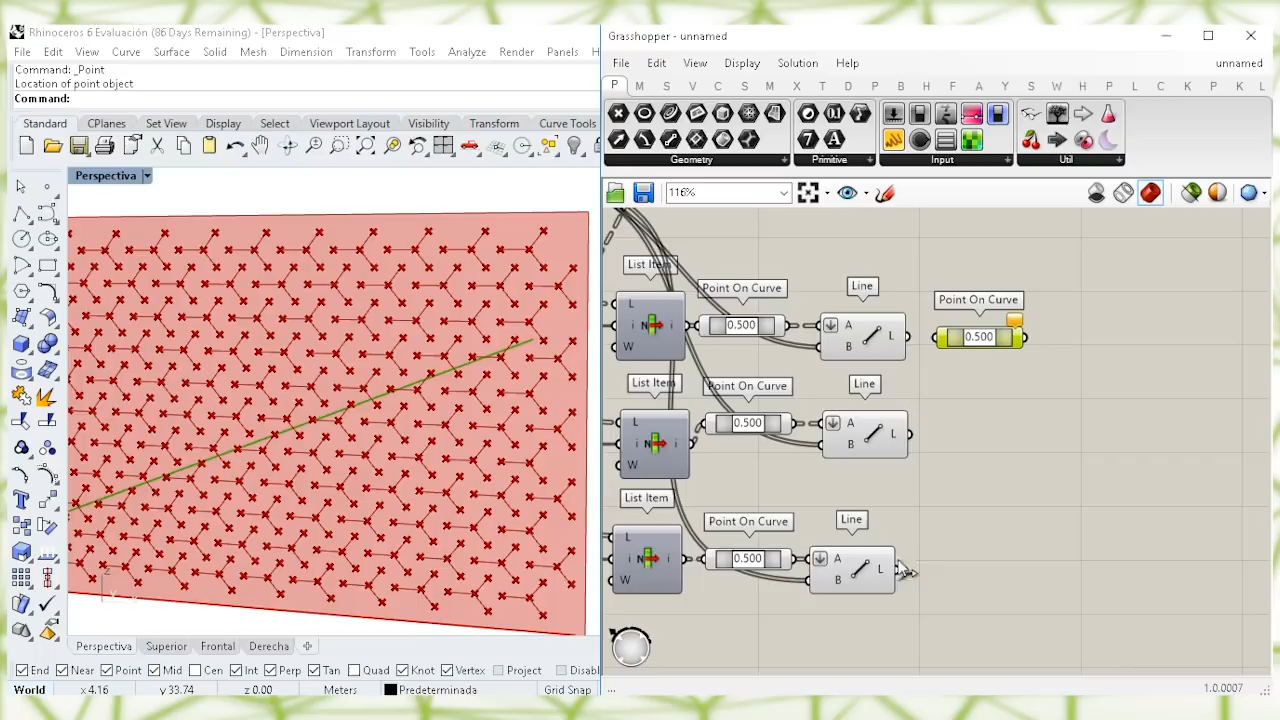 Rhinoceros 6 Evaluación (86 Days Remaining) - [Perspectiva]
File Edit View Curve Surface Solid Mesh Dimension Transform Tools Analyze Render Panels
Command: _Point
Location of point object
Command:
Standard CPlanes Set View Display Viewport Layout Visibility Transform Curve Tools
Perspectiva
z
Perspectiva Superior Frontal Derecha
End Near Point Mid Cen Int Perp Tan Quad Knot Vertex Project
World x 4.16 y 33.74 z 0.00 Meters Predeterminada Grid Snap
Grasshopper - unnamed
File Edit View Display Solution Help unnamed
P M S V C S M X T D P B H F A Y S M U T L W E L C P K L
Geometry Primitive Input Util
116%
List Item
L
i N i
W
Point On Curve
0.500
Line
A
B
L
Point On Curve
0.500
List Item
L
i N i
W
Point On Curve
0.500
Line
A
B
L
List Item
L
i N i
W
Point On Curve
0.500
Line
A
B
L
...
1.0.0007